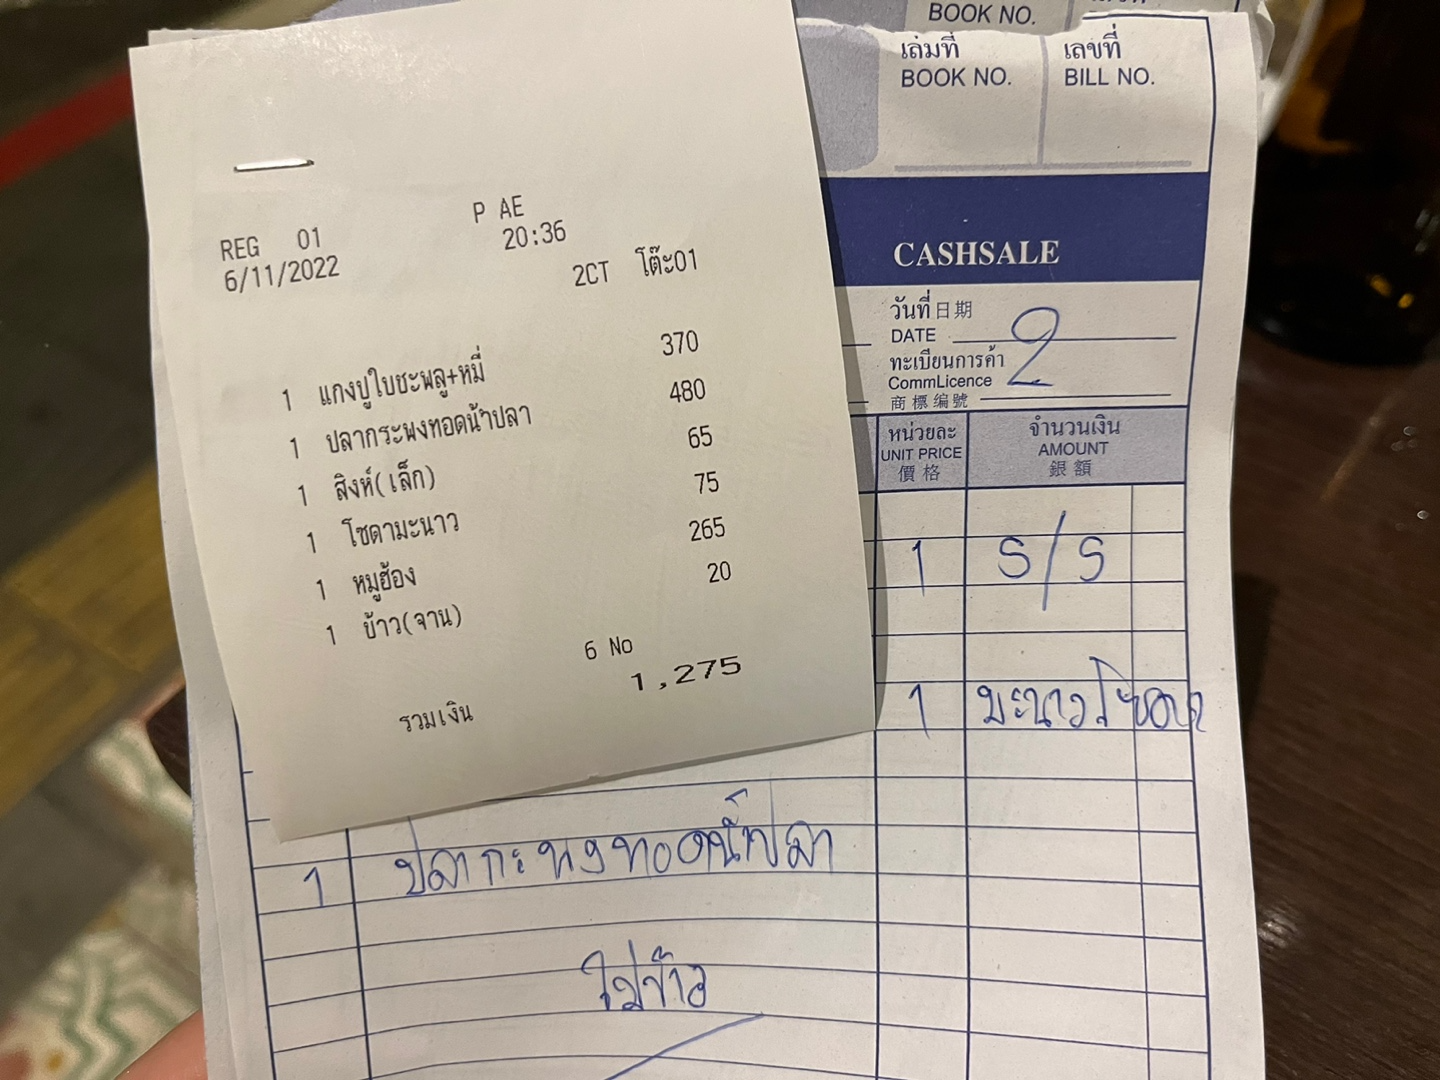 BOOK NO.
เล่มที่
BOOK NO.
เลขที่
BILL NO.
CASHSALE
วันที่ 日期
DATE
2
ทะเบียนการค้า
CommLicence
商標编號
หน่วยละ
UNIT PRICE
價格
จำนวนเงิน
AMOUNT
銀額
P AE
REG 01 20:36
6/11/2022
2CT โต๊ะ01
1 แกงปูใบชะพลู+หมี่ 370
1 ปลากระพงทอดน้ำปลา 480
1 สิงห์(เล็ก) 65
1 โซดามะนาว 75
1 หมูฮ้อง 265
1 ข้าว(จาน) 20
6 No
รวมเงิน 1,275
1 S/S
1 มะนาวโซดา
1 ปลากะพงทอดน้ำปลา